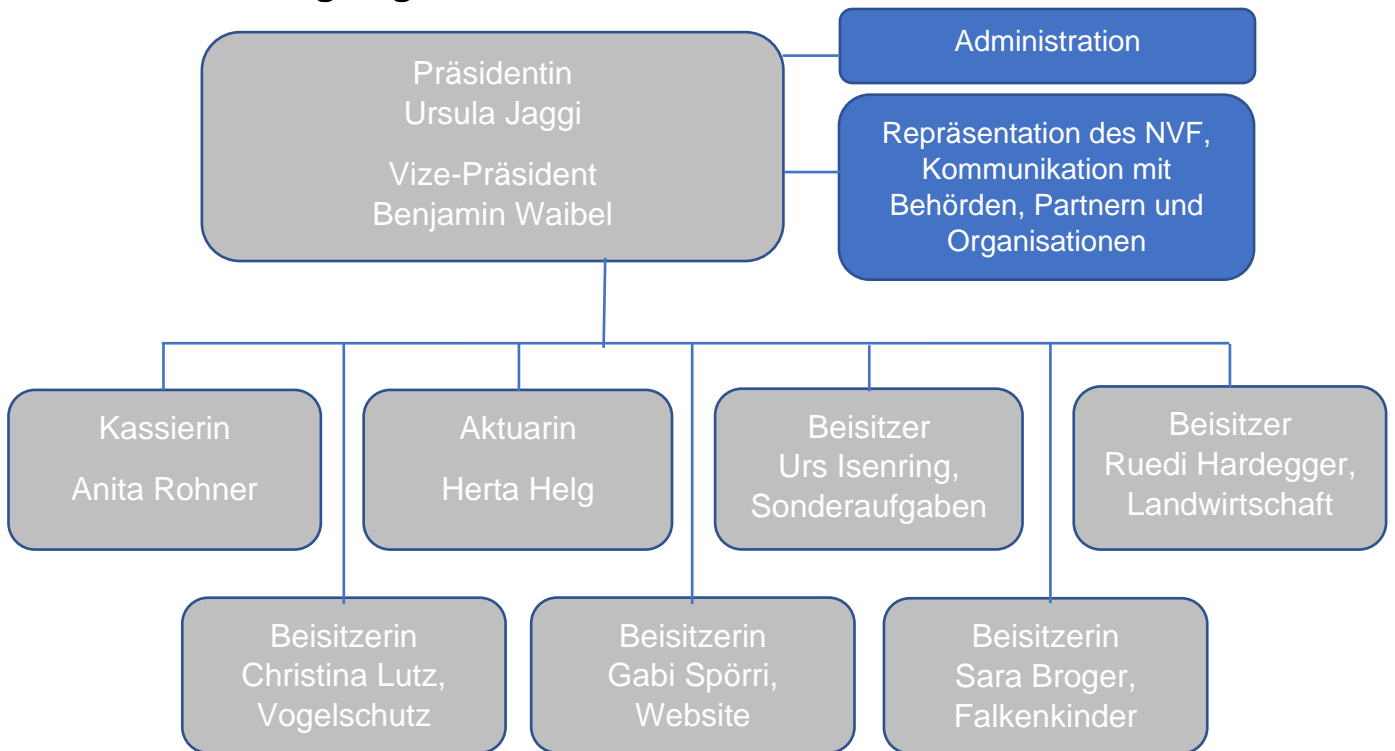 Präsidentin
Ursula Jaggi
Vize-Präsident
Benjamin Waibel
Administration
Repräsentation des NVF,
Kommunikation mit
Behörden, Partnern und
Organisationen
Kassierin
Anita Rohner
Aktuarin
Herta Helg
Beisitzer
Urs Isenring,
Sonderaufgaben
Beisitzer
Ruedi Hardegger,
Landwirtschaft
Beisitzerin
Christina Lutz,
Vogelschutz
Beisitzerin
Gabi Spörri,
Website
Beisitzerin
Sara Broger,
Falkenkinder